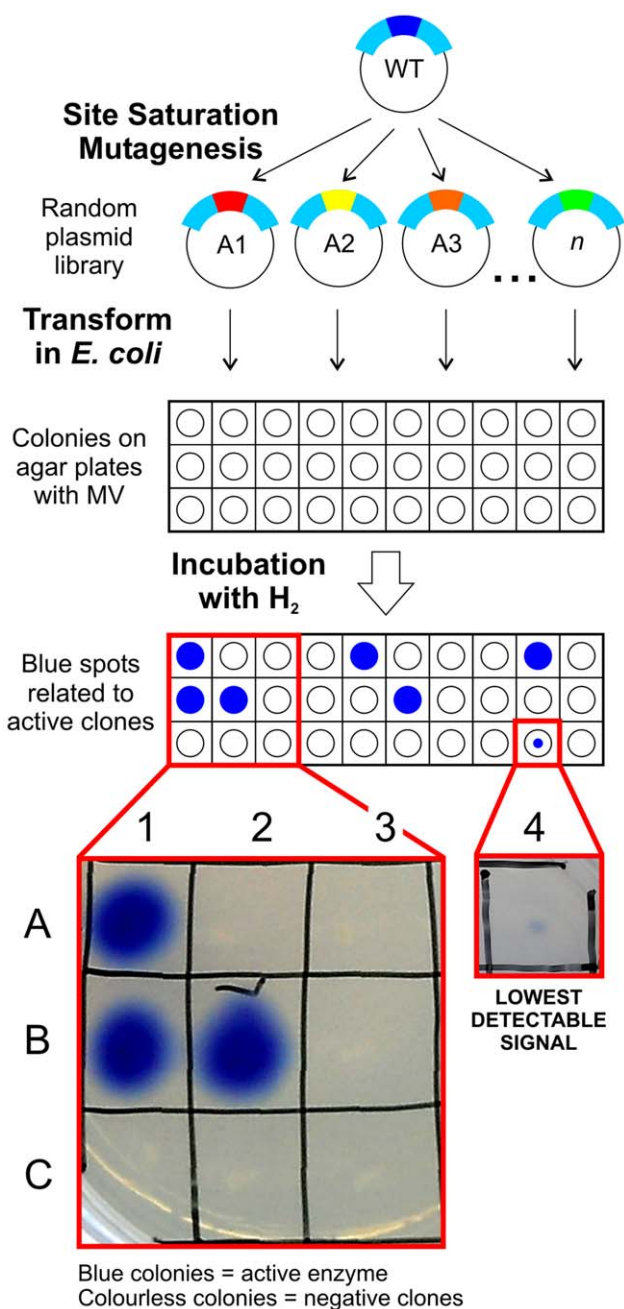 WT
Site Saturation
Mutagenesis
Random
plasmid
library
A1 A2 A3 ... n
Transform
in E. coli
Colonies on
agar plates
with MV
Incubation
with H₂
Blue spots
related to
active clones
1 2 3 4
A
B
C
LOWEST
DETECTABLE
SIGNAL
Blue colonies = active enzyme
Colourless colonies = negative clones